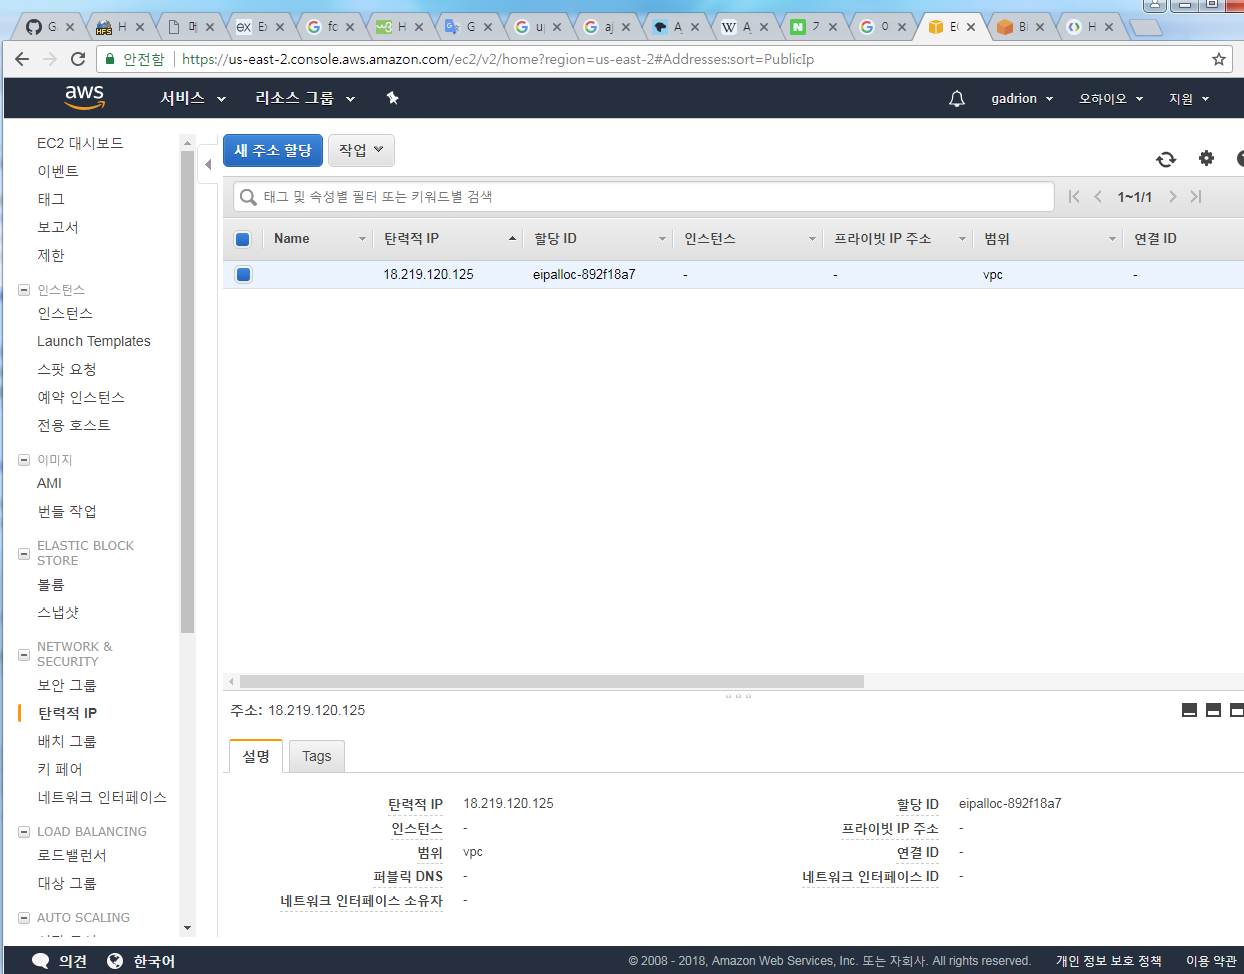 G
H
머
ex Ex
fo
w3 H
G
u
aj
A
W A
N 7
G O
EC
Bi
H
안전함 https://us-east-2.console.aws.amazon.com/ec2/v2/home?region=us-east-2#Addresses:sort=PublicIp
aws 서비스 리소스 그룹 gadrion 오하이오 지원
EC2 대시보드
이벤트
태그
보고서
제한
인스턴스
인스턴스
Launch Templates
스팟 요청
예약 인스턴스
전용 호스트
이미지
AMI
번들 작업
ELASTIC BLOCK
STORE
볼륨
스냅샷
NETWORK &
SECURITY
보안 그룹
탄력적 IP
배치 그룹
키 페어
네트워크 인터페이스
LOAD BALANCING
로드밸런서
대상 그룹
AUTO SCALING
새 주소 할당 작업
태그 및 속성별 필터 또는 키워드별 검색 1~1/1
Name 탄력적 IP 할당 ID 인스턴스 프라이빗 IP 주소 범위 연결 ID
18.219.120.125 eipalloc-892f18a7 - - vpc -
주소: 18.219.120.125
설명 Tags
탄력적 IP 18.219.120.125 할당 ID eipalloc-892f18a7
인스턴스 - 프라이빗 IP 주소 -
범위 vpc 연결 ID -
퍼블릭 DNS - 네트워크 인터페이스 ID -
네트워크 인터페이스 소유자 -
의견 한국어 © 2008 - 2018, Amazon Web Services, Inc. 또는 자회사. All rights reserved. 개인 정보 보호 정책 이용 약관